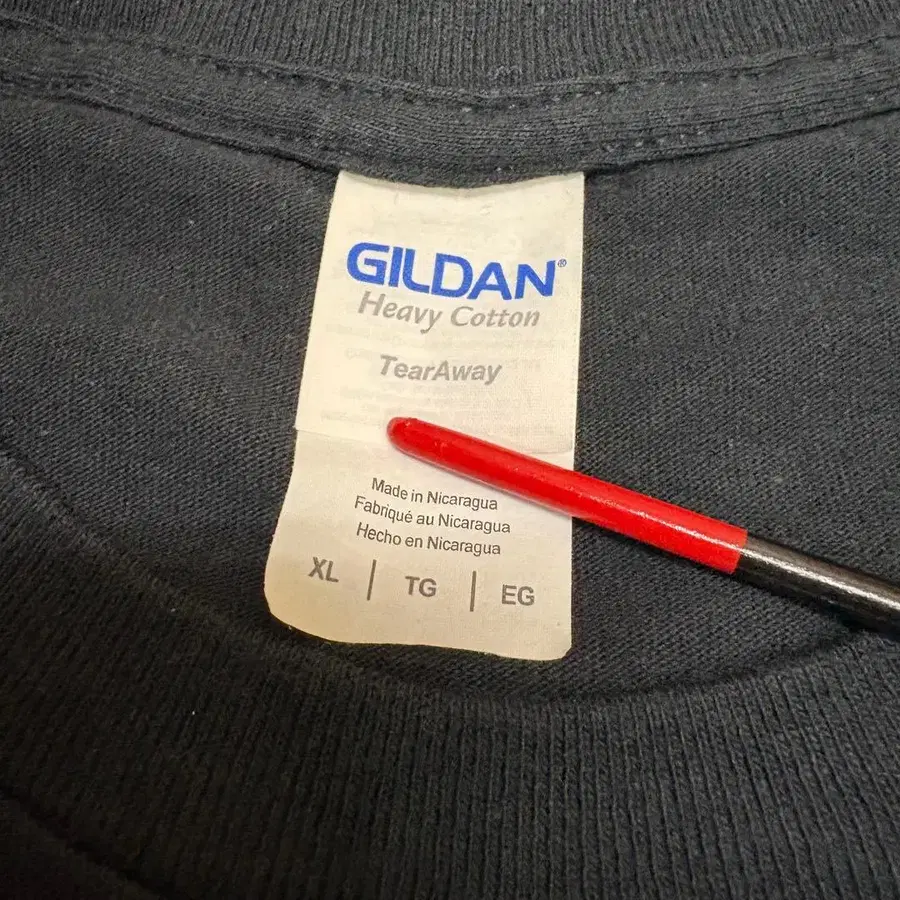 GILDAN®
Heavy Cotton
TearAway
Made in Nicaragua
Fabriqué au Nicaragua
Hecho en Nicaragua
XL | TG | EG